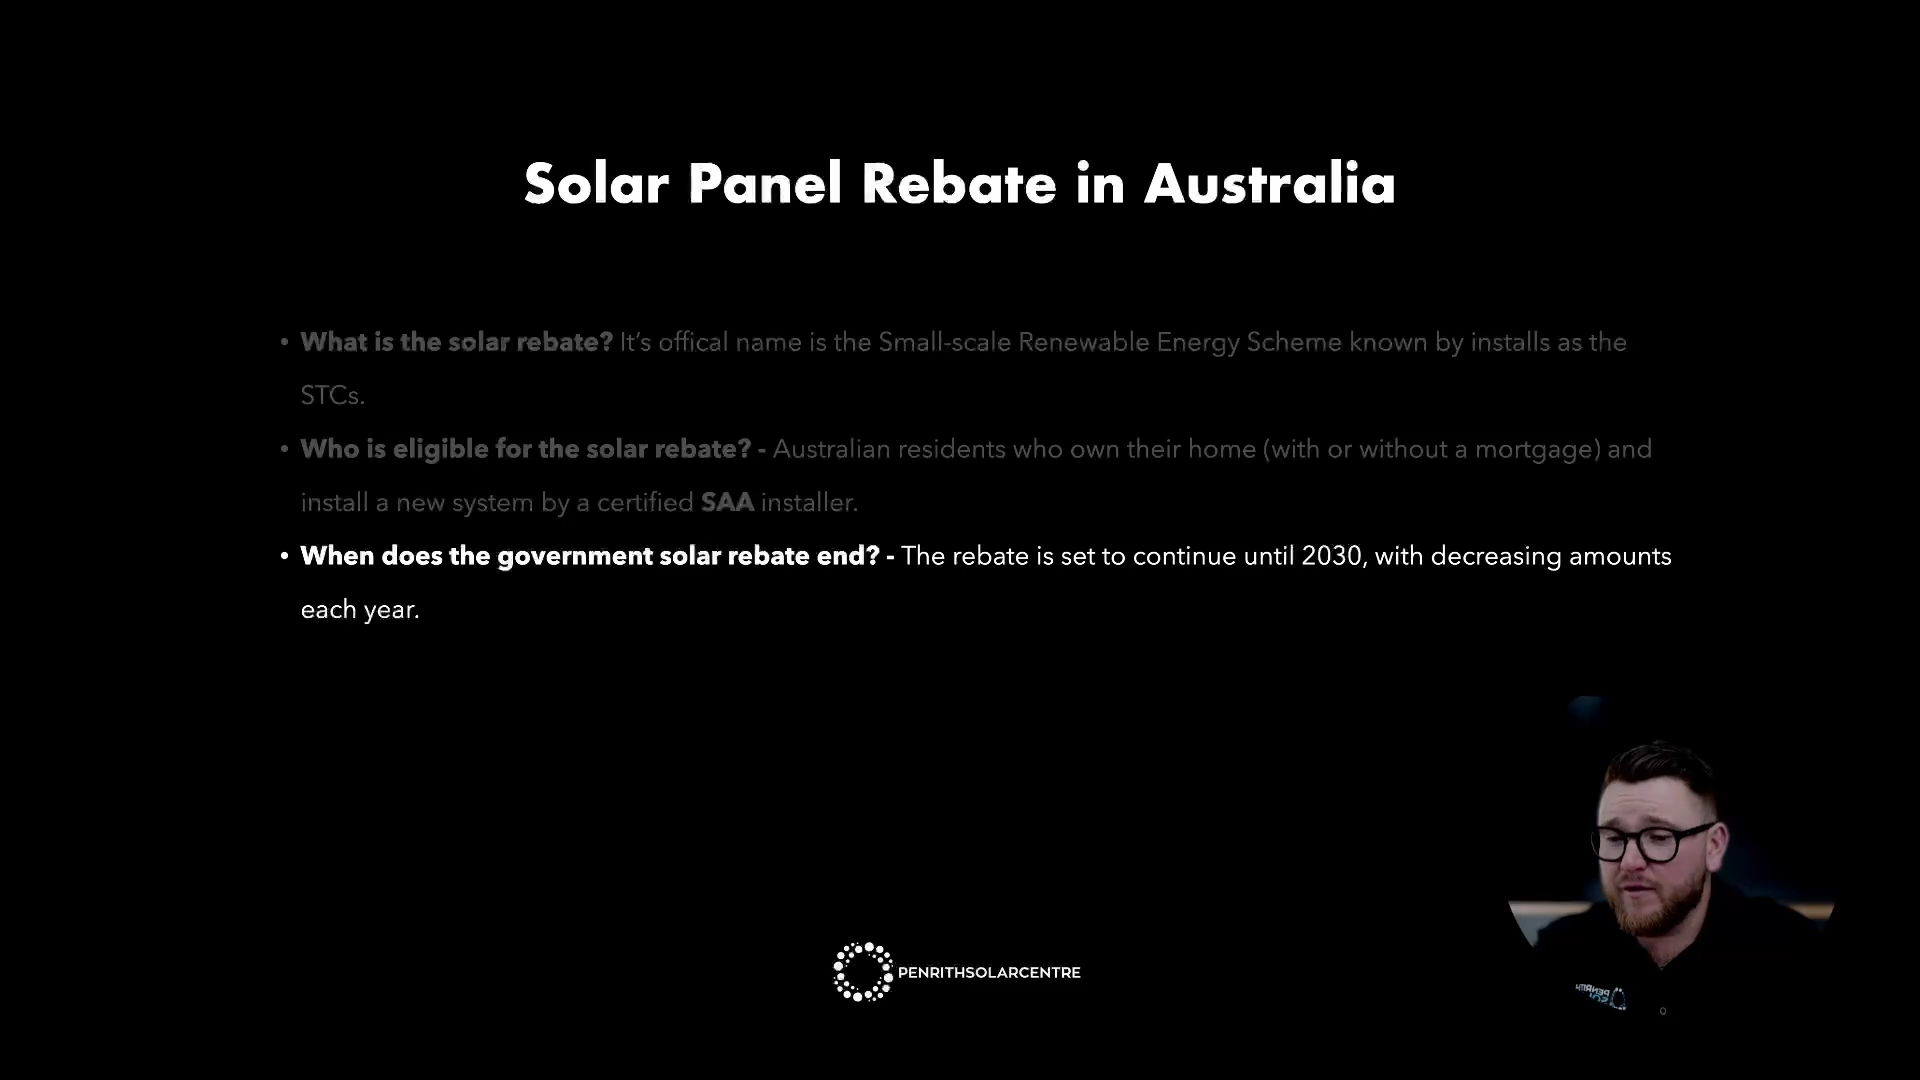 Solar Panel Rebate in Australia
• What is the solar rebate? It’s offical name is the Small-scale Renewable Energy Scheme known by installs as the
STCs.
• Who is eligible for the solar rebate? - Australian residents who own their home (with or without a mortgage) and
install a new system by a certified SAA installer.
• When does the government solar rebate end? - The rebate is set to continue until 2030, with decreasing amounts
each year.
PENRITHSOLARCENTRE
PENRITH
SOL